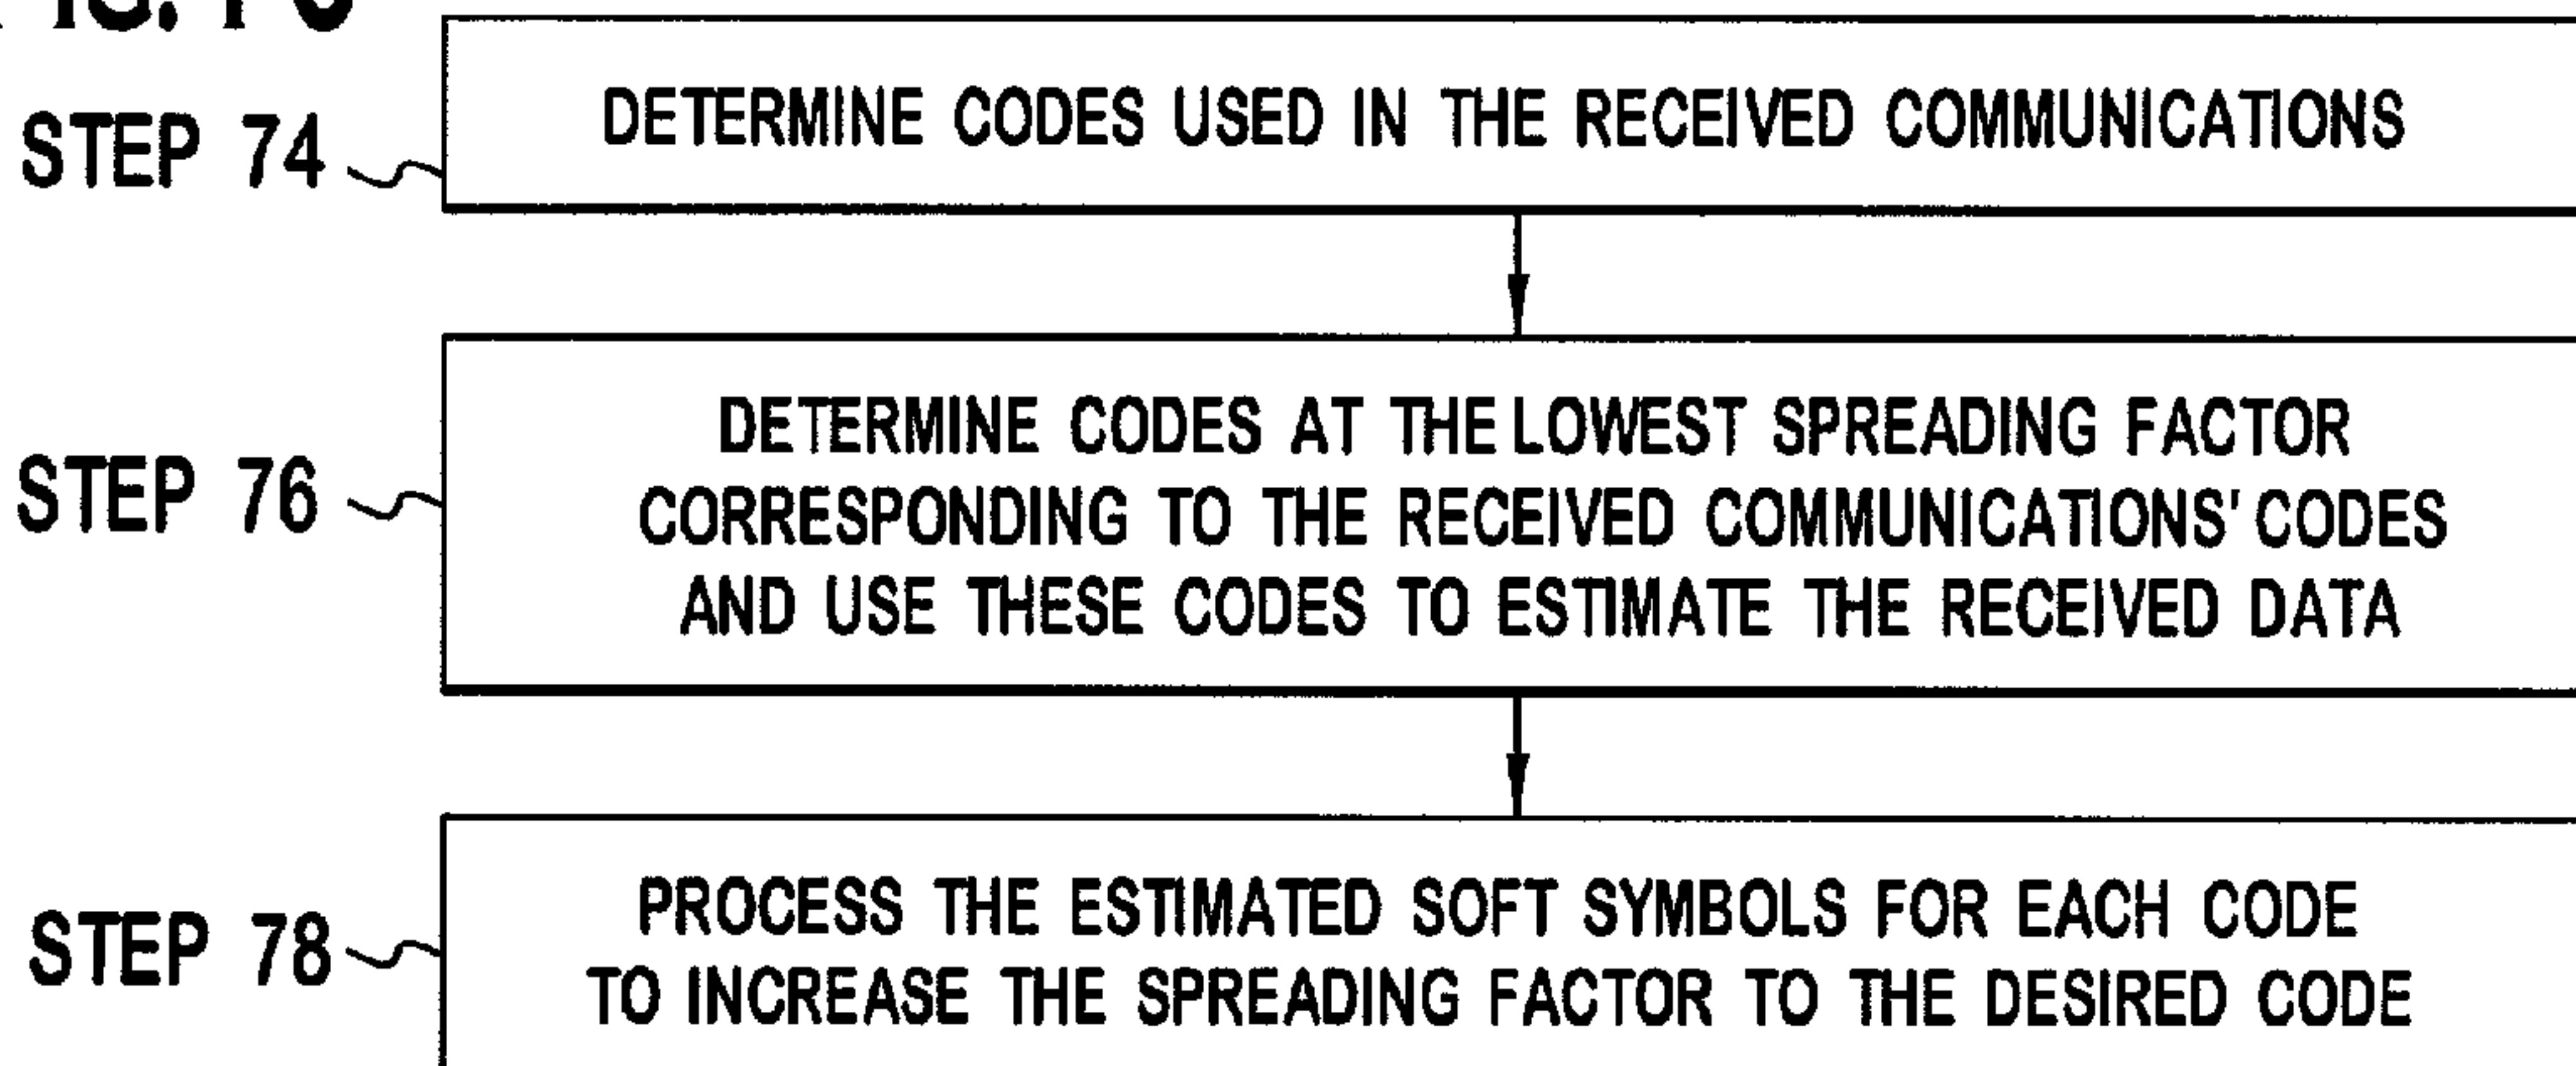 STEP 74
DETERMINE CODES USED IN THE RECEIVED COMMUNICATIONS
STEP 76
DETERMINE CODES AT THE LOWEST SPREADING FACTOR
CORRESPONDING TO THE RECEIVED COMMUNICATIONS' CODES
AND USE THESE CODES TO ESTIMATE THE RECEIVED DATA
STEP 78
PROCESS THE ESTIMATED SOFT SYMBOLS FOR EACH CODE
TO INCREASE THE SPREADING FACTOR TO THE DESIRED CODE